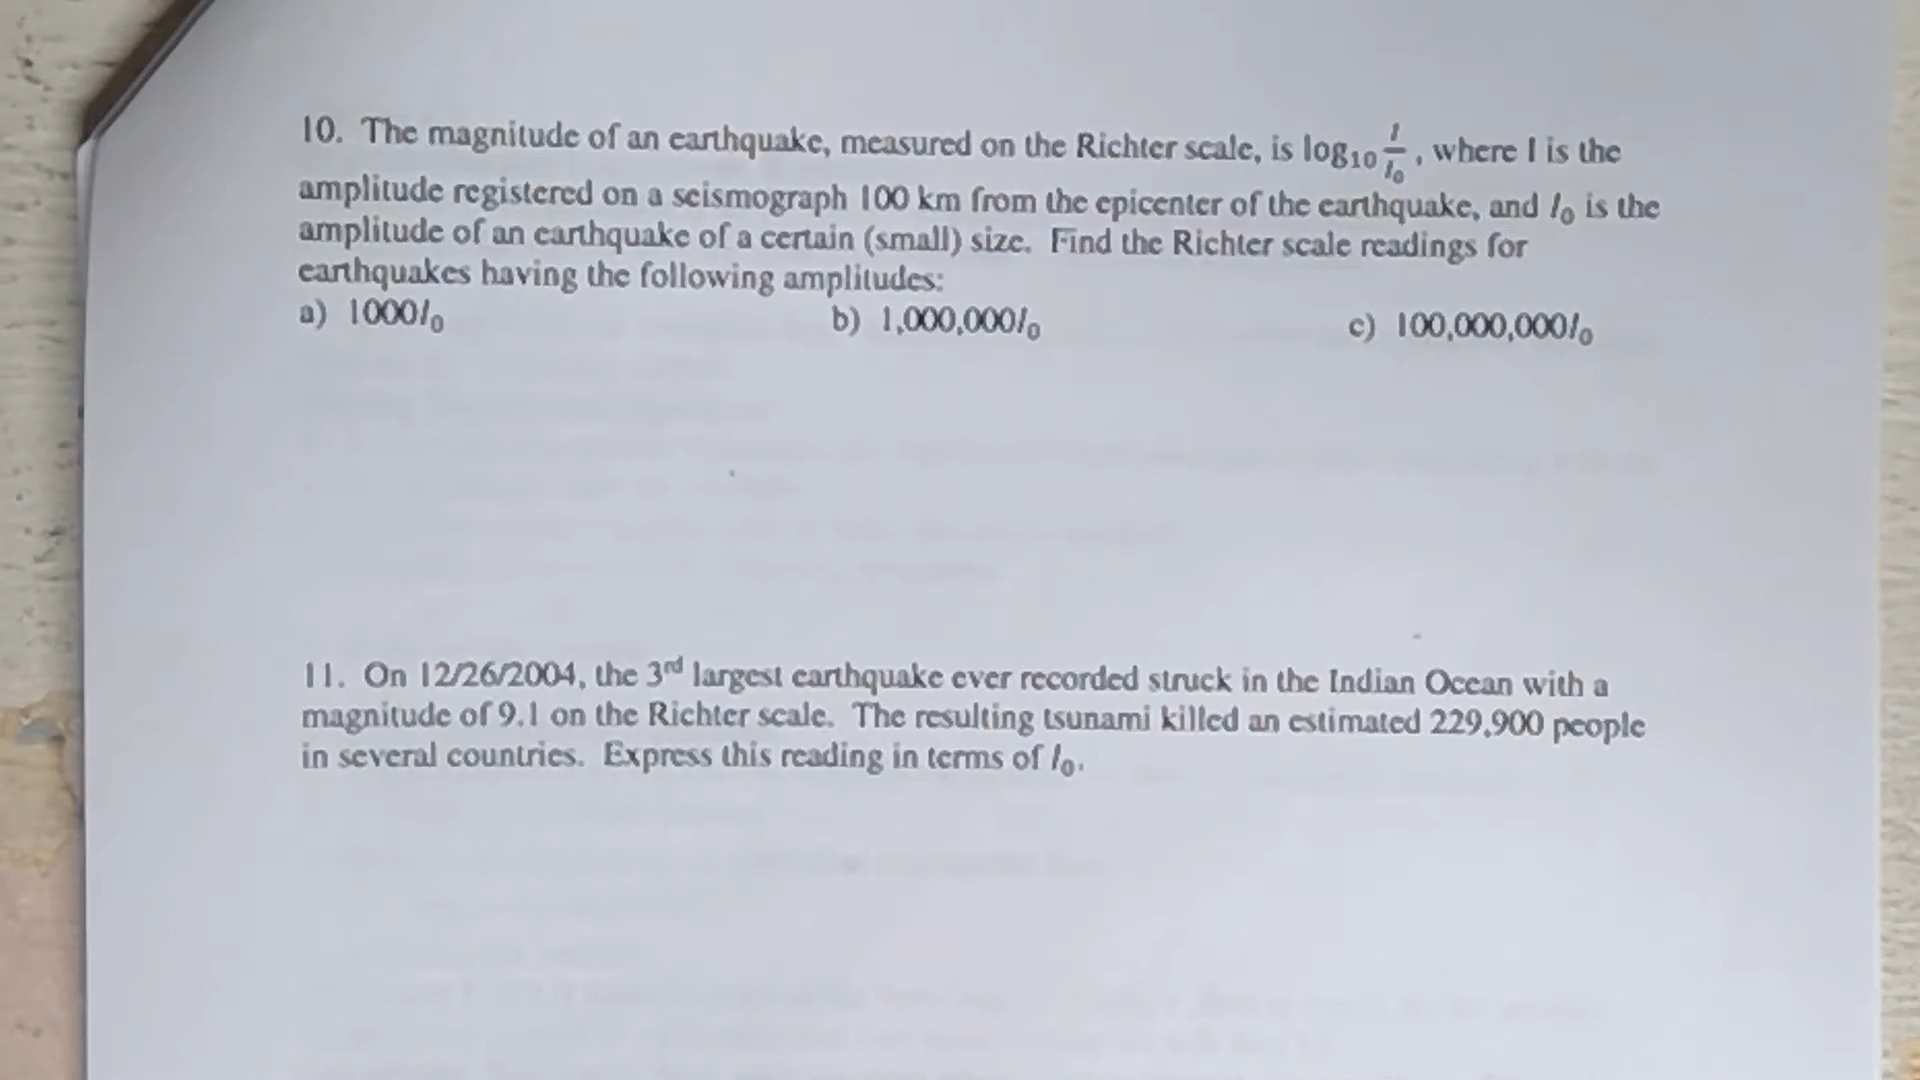 10. The magnitude of an earthquake, measured on the Richter scale, is log₁₀ I/I₀, where I is the
amplitude registered on a seismograph 100 km from the epicenter of the earthquake, and I₀ is the
amplitude of an earthquake of a certain (small) size. Find the Richter scale readings for
earthquakes having the following amplitudes:
a) 1000I₀ b) 1,000,000I₀ c) 100,000,000I₀
11. On 12/26/2004, the 3rd largest earthquake ever recorded struck in the Indian Ocean with a
magnitude of 9.1 on the Richter scale. The resulting tsunami killed an estimated 229,900 people
in several countries. Express this reading in terms of I₀.